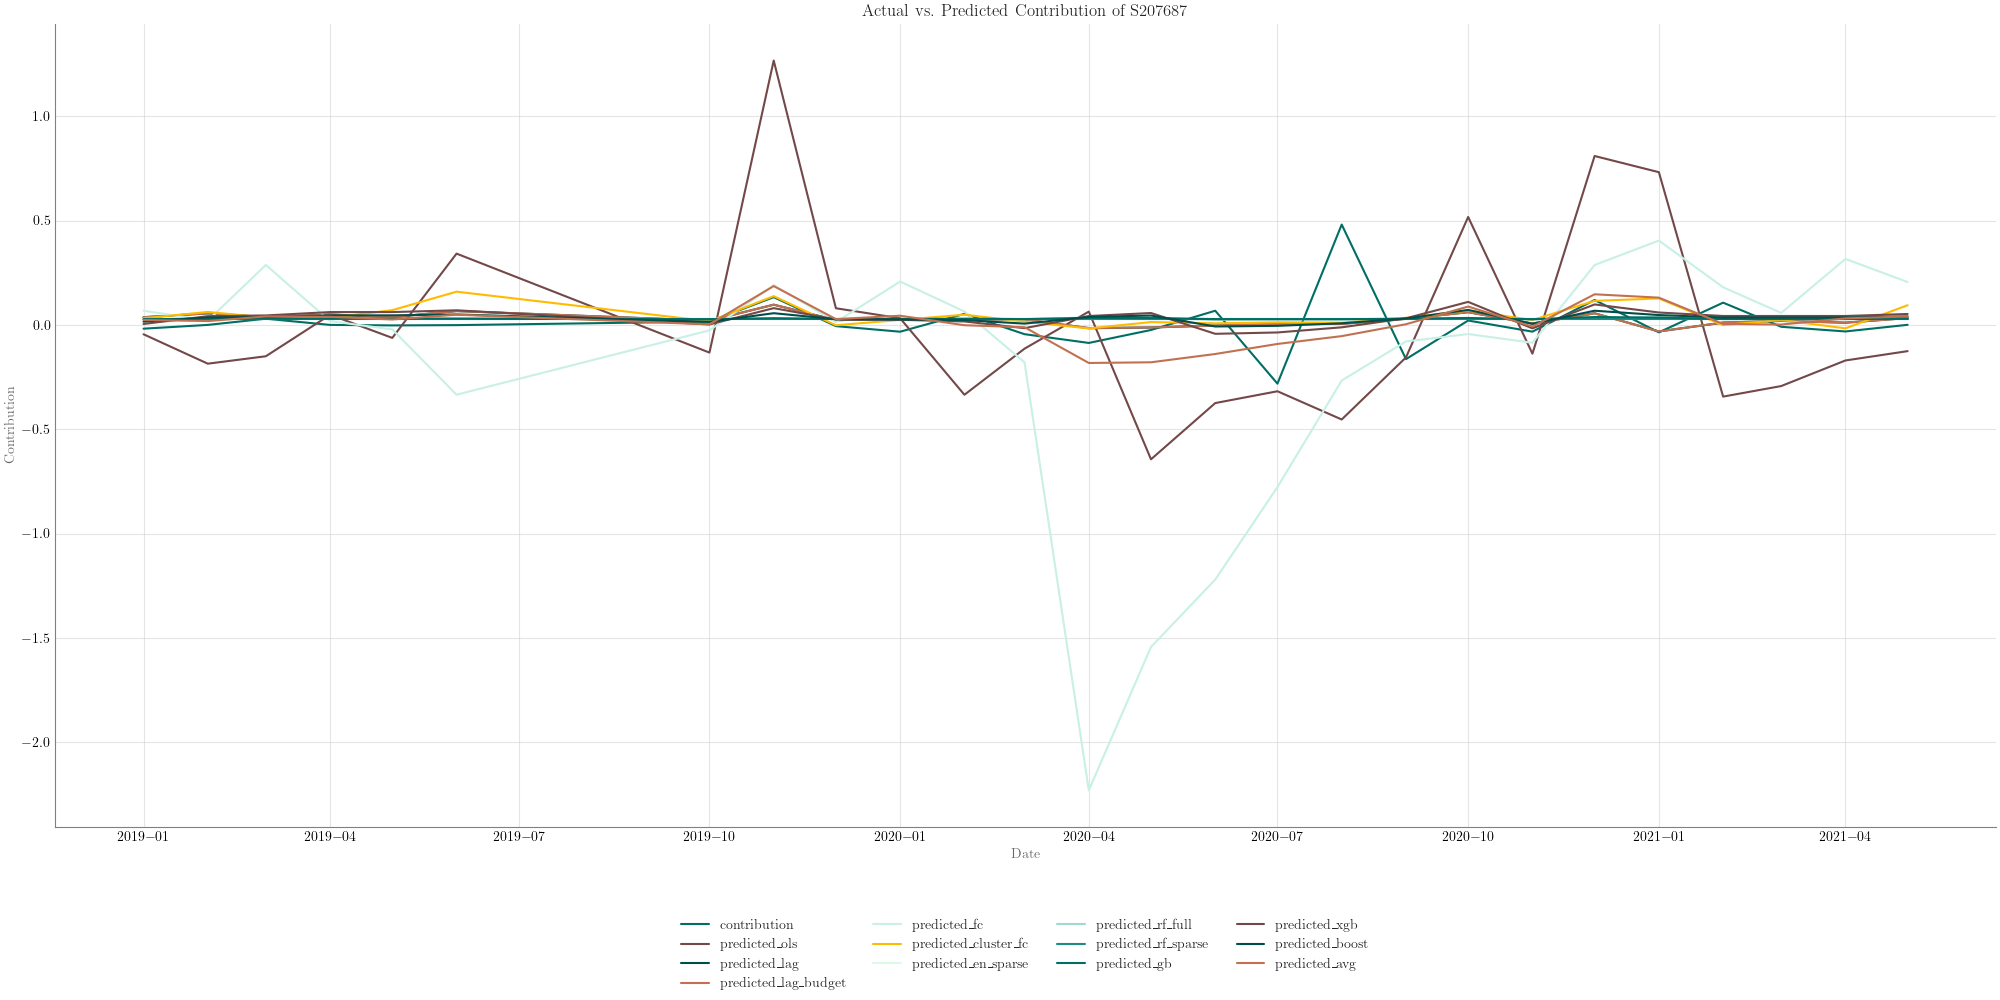 Actual vs. Predicted Contribution of S207687
1.0
0.5
0.0
−0.5
−1.0
−1.5
−2.0
Contribution
2019−01 2019−04 2019−07 2019−10 2020−01 2020−04 2020−07 2020−10 2021−01 2021−04
Date
contribution predicted_fc predicted_rf_full predicted_xgb
predicted_ols predicted_cluster_fc predicted_rf_sparse predicted_boost
predicted_lag predicted_en_sparse predicted_gb predicted_avg
predicted_lag_budget